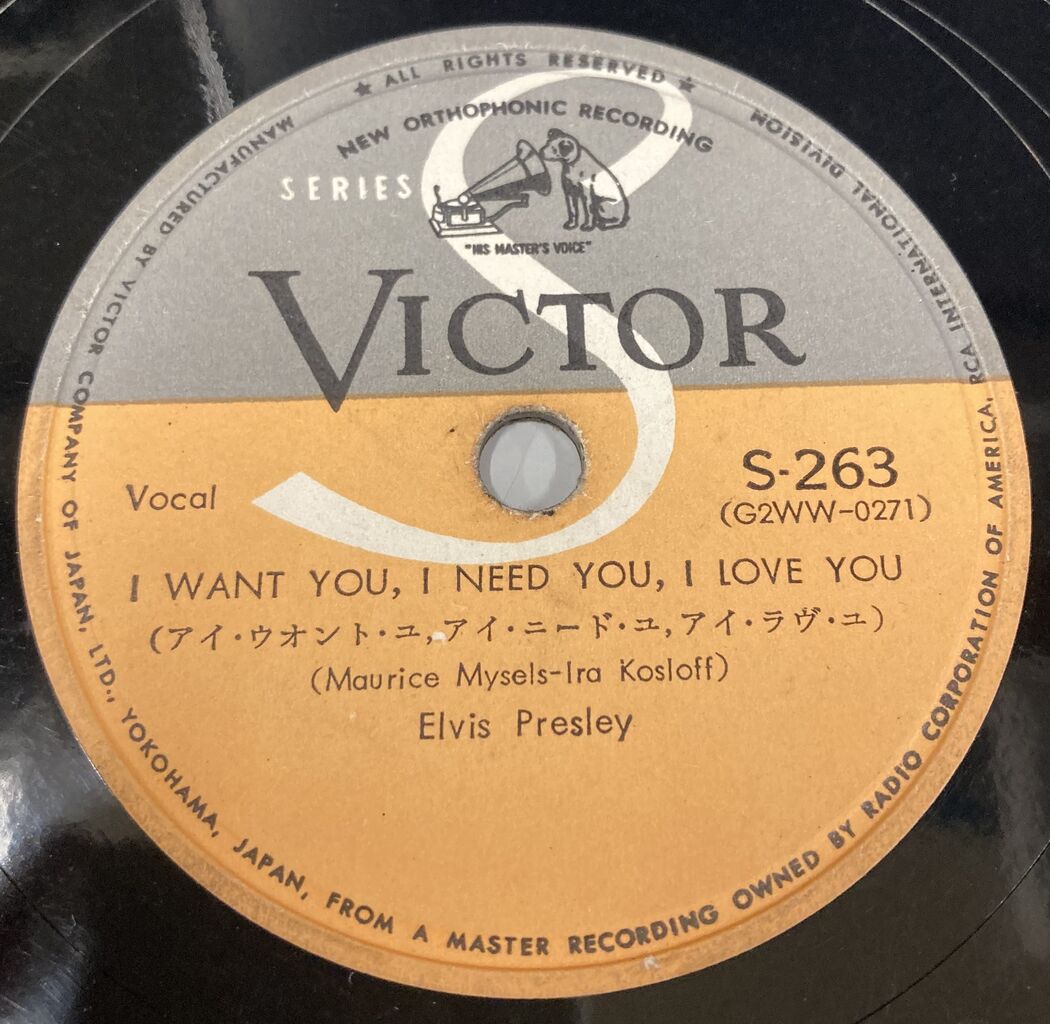 ★ ALL RIGHTS RESERVED ★
NEW ORTHOPHONIC RECORDING
SERIES S
"HIS MASTER'S VOICE"
VICTOR
Vocal
S-263
(G2WW-0271)
I WANT YOU, I NEED YOU, I LOVE YOU
(アイ・ウオント・ユ,アイ・ニード・ユ,アイ・ラヴ・ユ)
(Maurice Mysels-Ira Kosloff)
Elvis Presley
MANUFACTURED BY VICTOR COMPANY OF JAPAN, LTD., YOKOHAMA, JAPAN, FROM A MASTER RECORDING OWNED BY RADIO CORPORATION OF AMERICA, RCA INTERNATIONAL DIVISION